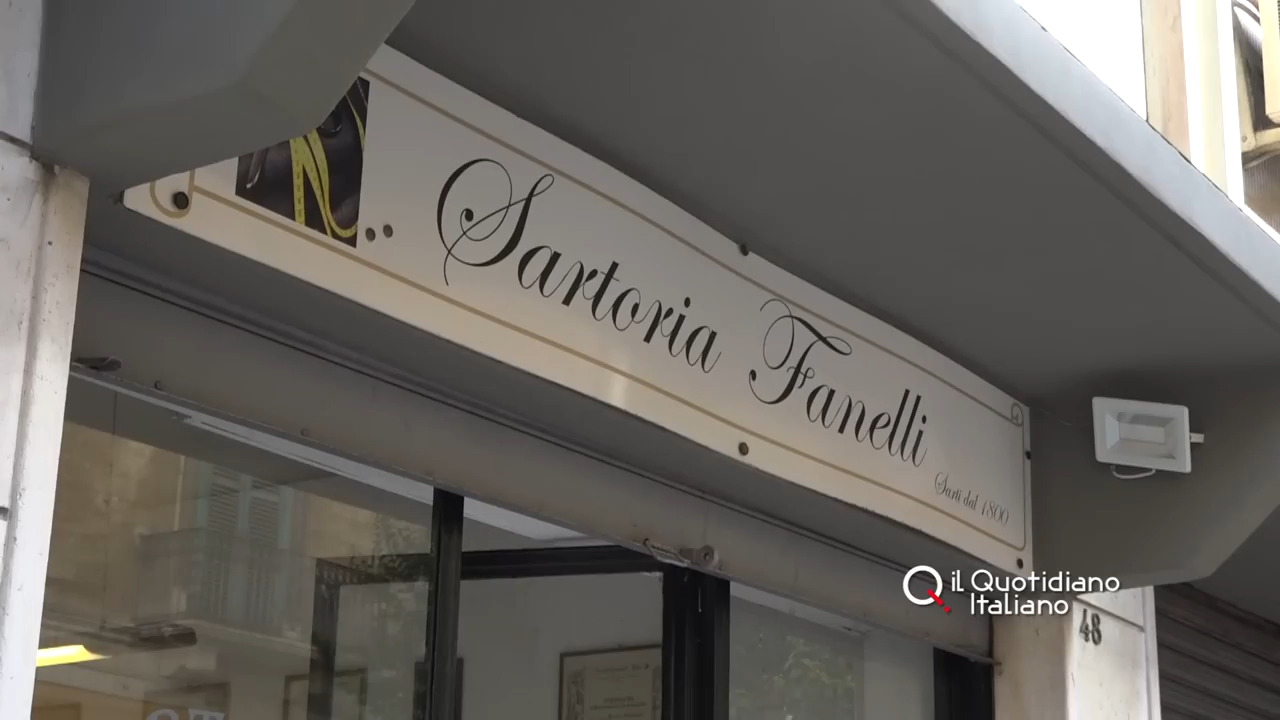 Sartoria Fanelli
Sarti dal 1800
il Quotidiano
Italiano
48